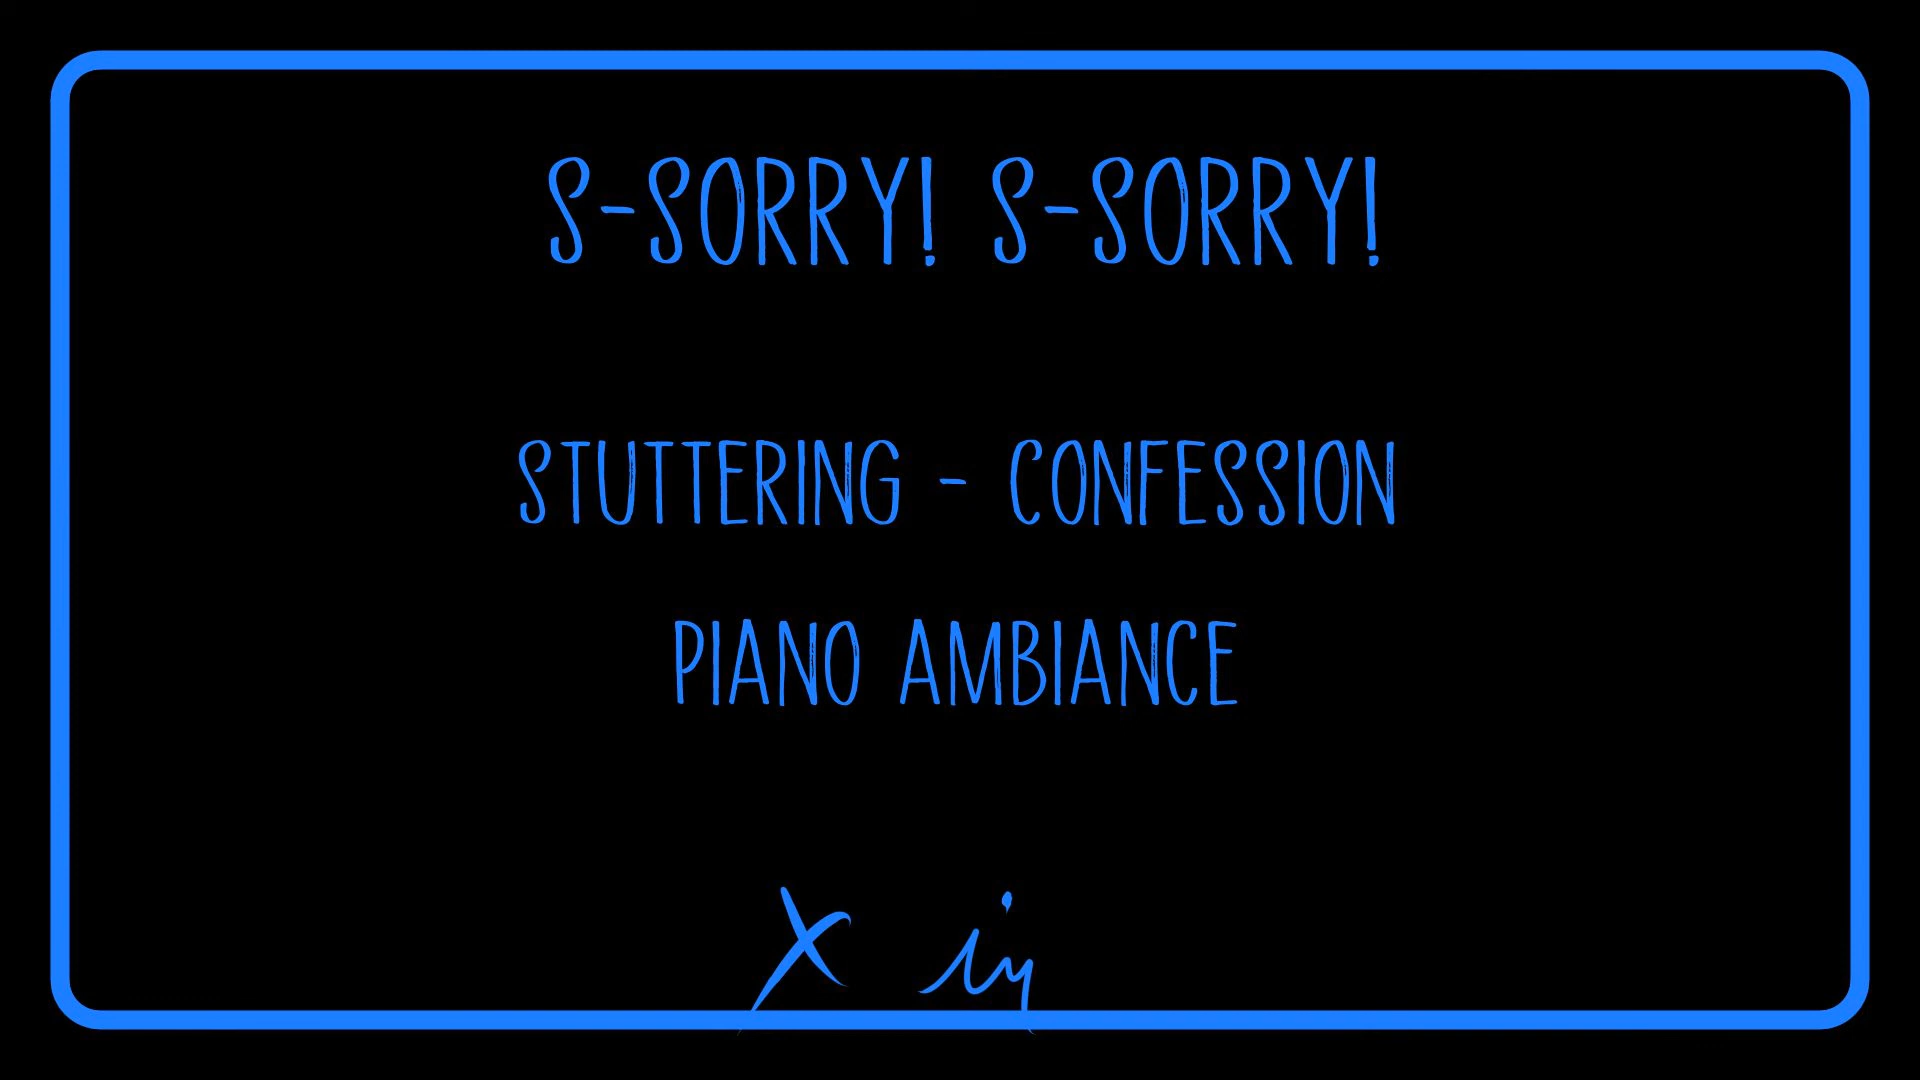 S-SORRY! S-SORRY!
STUTTERING - CONFESSION
PIANO AMBIANCE